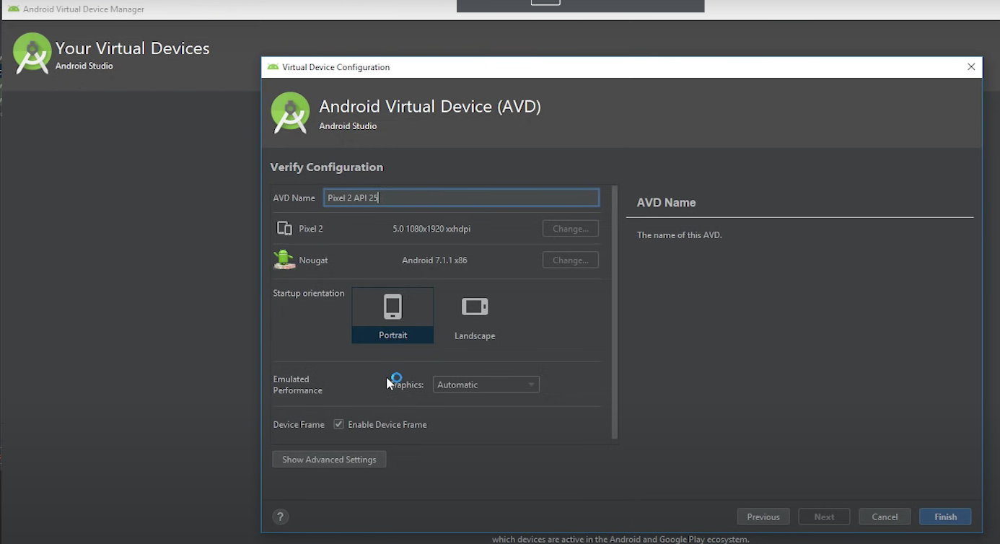 Android Virtual Device Manager
Your Virtual Devices
Android Studio
Virtual Device Configuration
Android Virtual Device (AVD)
Android Studio
Verify Configuration
AVD Name Pixel 2 API 25
Pixel 2 5.0 1080x1920 xxhdpi Change...
Nougat Android 7.1.1 x86 Change...
Startup orientation
Portrait
Landscape
Emulated
Performance
raphics: Automatic
Device Frame Enable Device Frame
Show Advanced Settings
AVD Name
The name of this AVD.
?
Previous Next Cancel Finish
which devices are active in the Android and Google Play ecosystem.